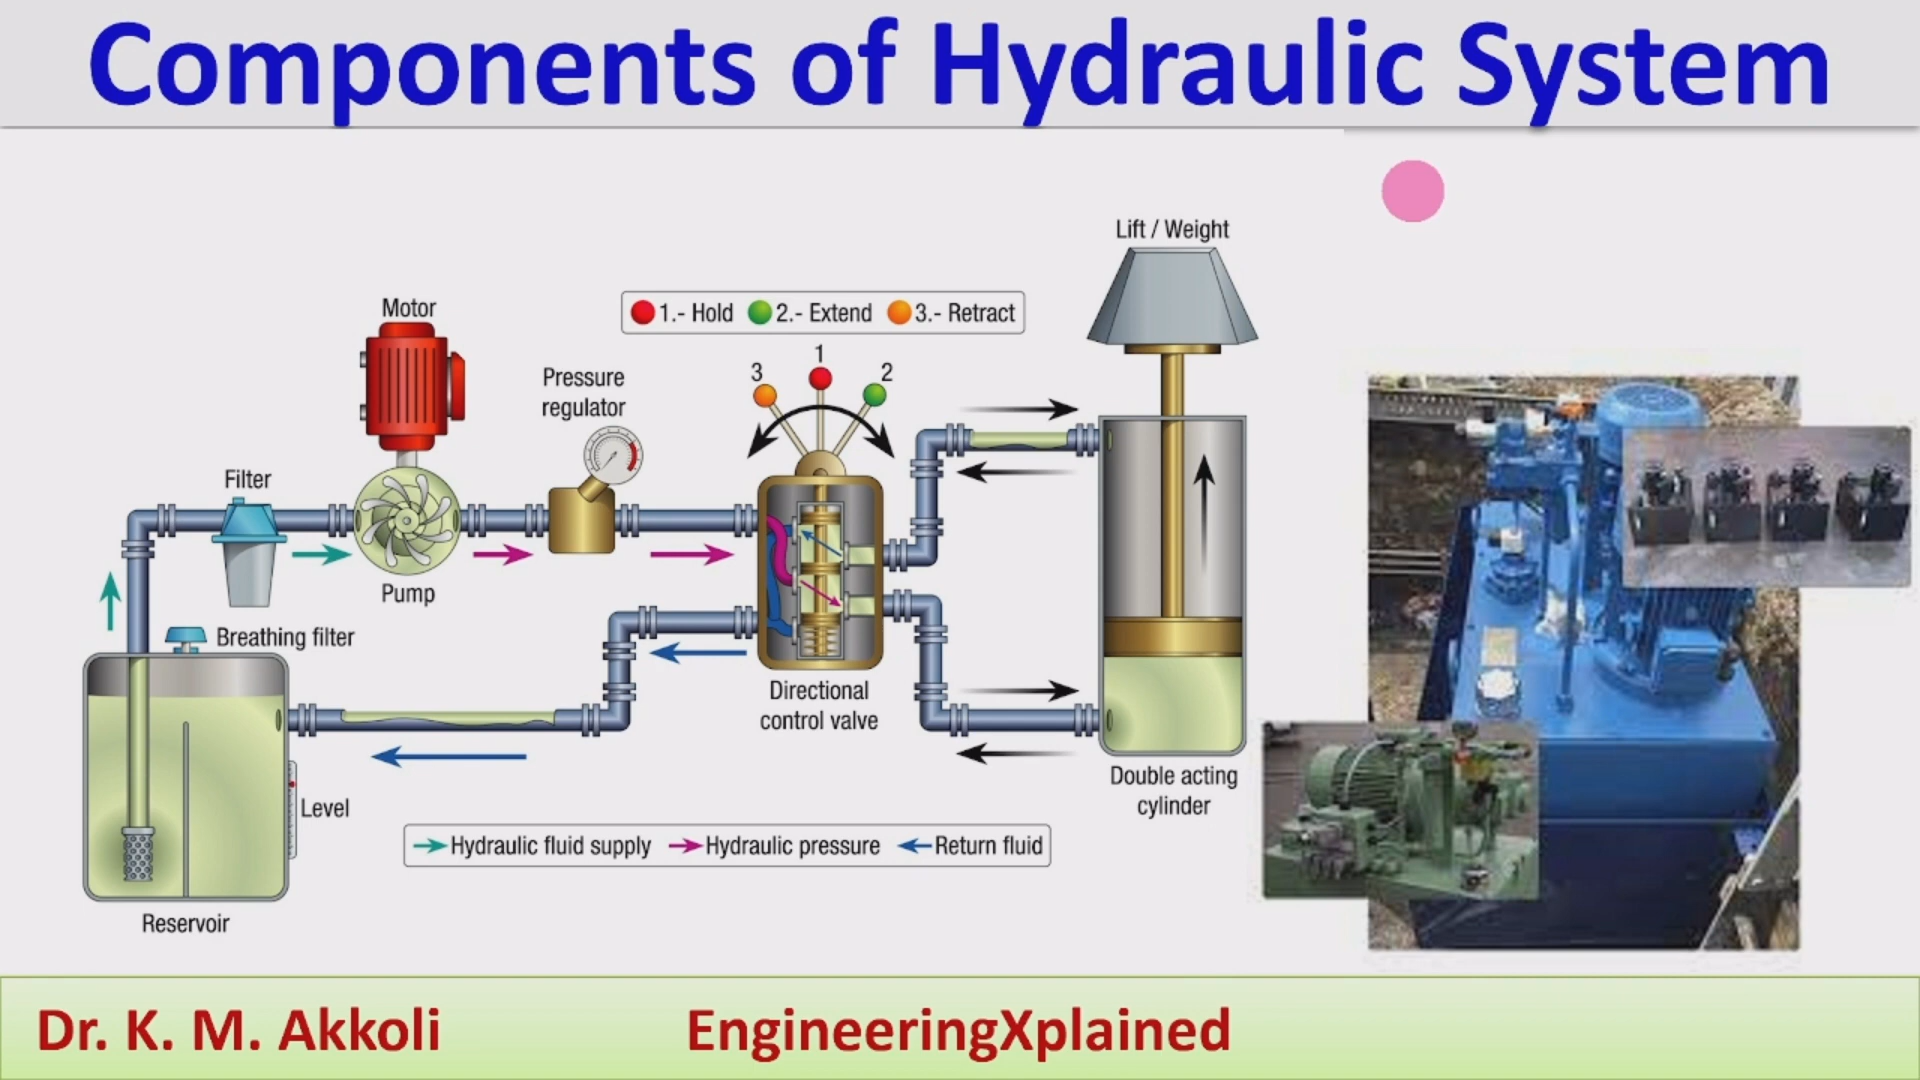 Components of Hydraulic System
Lift / Weight
Motor
1.- Hold 2.- Extend 3.- Retract
Pressure
regulator
3
1
2
Filter
Pump
Breathing filter
Directional
control valve
Double acting
cylinder
Level
Hydraulic fluid supply Hydraulic pressure Return fluid
Reservoir
Dr. K. M. Akkoli EngineeringXplained